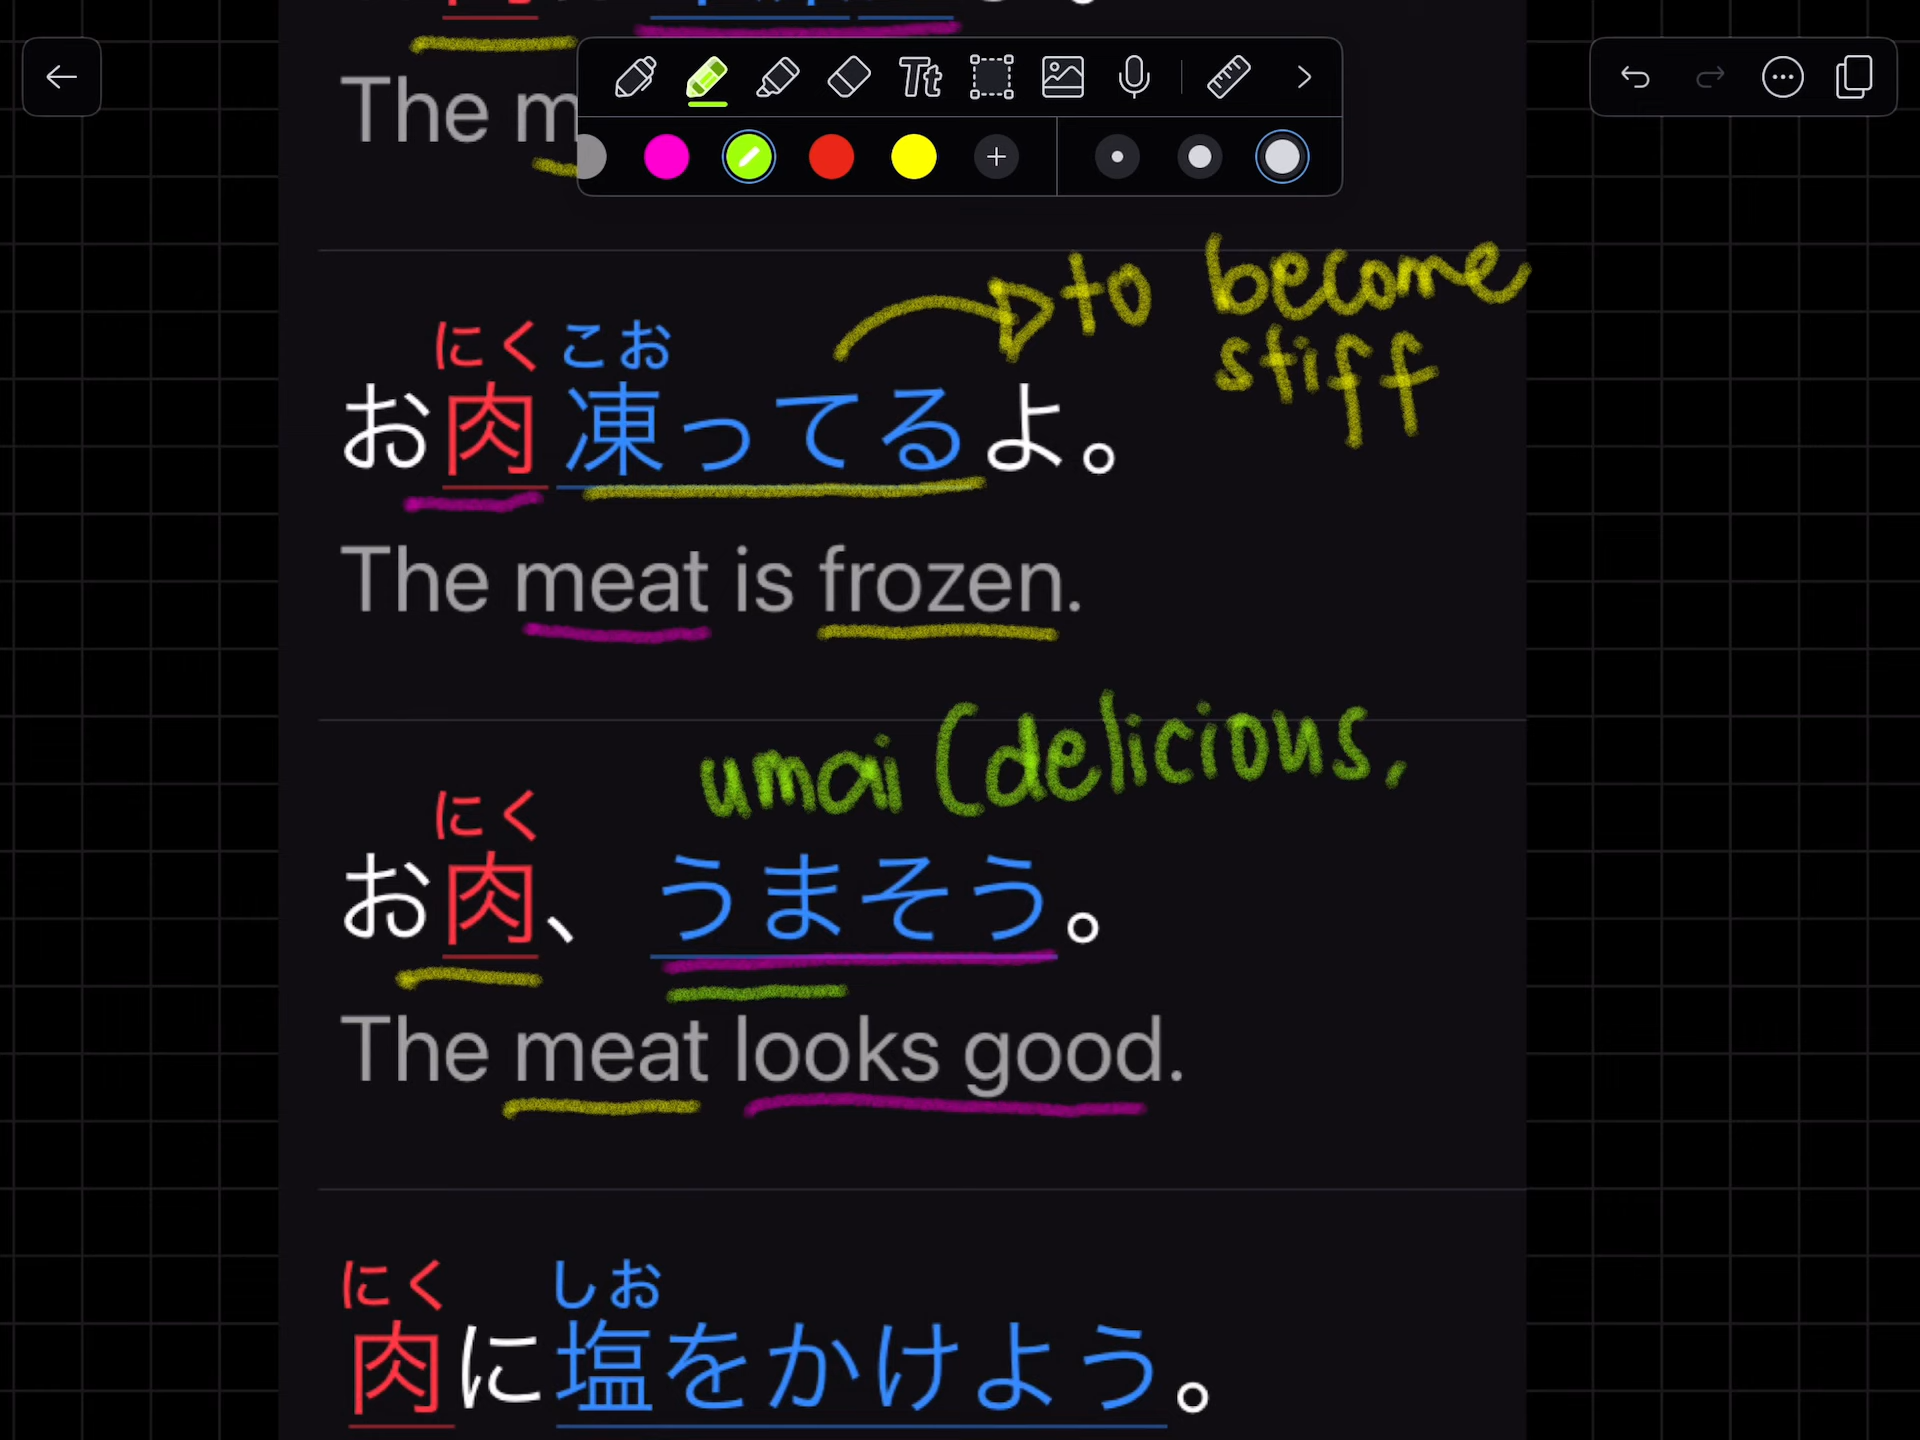 The m
to become
stiff
にく こお
お肉 凍ってるよ。
The meat is frozen.
umai (delicious,
にく
お肉、うまそう。
The meat looks good.
にく しお
肉に塩をかけよう。